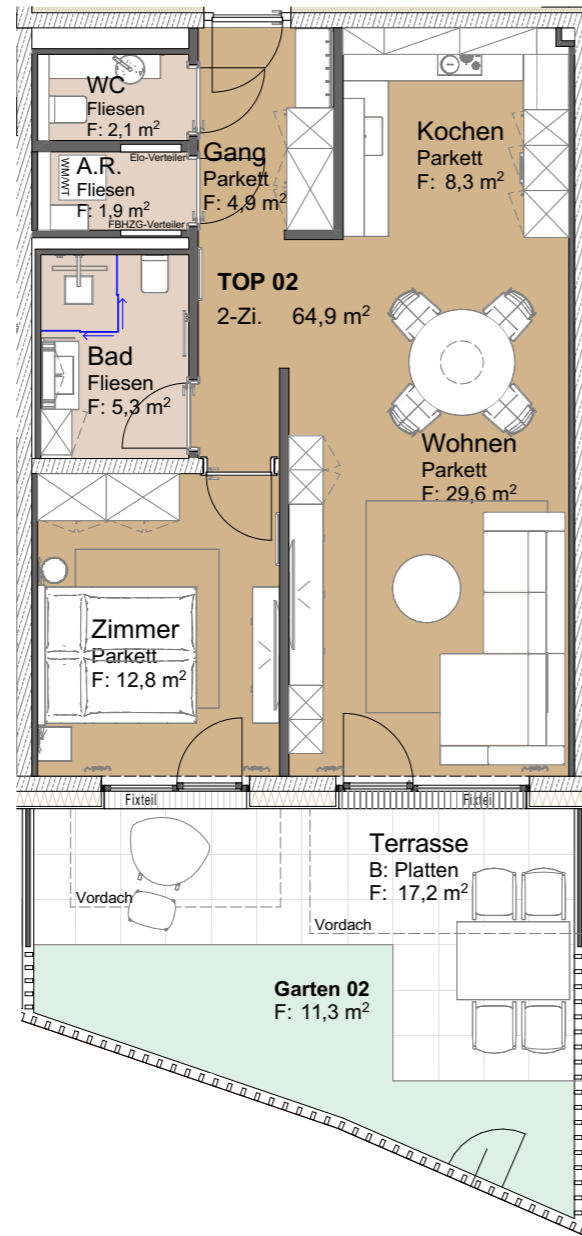 WC
Fliesen
F: 2,1 m²
Elo-Verteiler
A.R.
Fliesen
F: 1,9 m²
WM/WT
FBHZG-Verteiler
Gang
Parkett
F: 4,9 m²
Kochen
Parkett
F: 8,3 m²
TOP 02
2-Zi. 64,9 m²
Bad
Fliesen
F: 5,3 m²
Wohnen
Parkett
F: 29,6 m²
Zimmer
Parkett
F: 12,8 m²
Fixteil
Fixteil
Terrasse
B: Platten
F: 17,2 m²
Vordach
Vordach
Garten 02
F: 11,3 m²